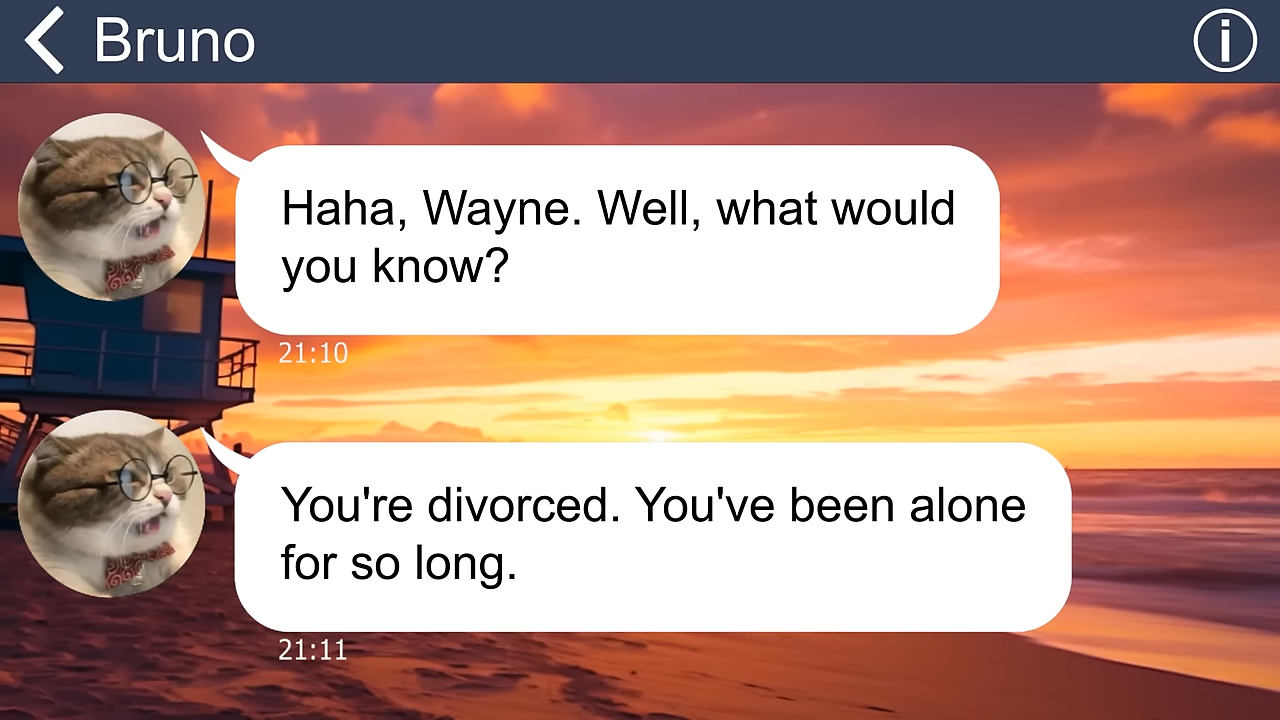 Bruno
Haha, Wayne. Well, what would
you know?
21:10
You're divorced. You've been alone
for so long.
21:11